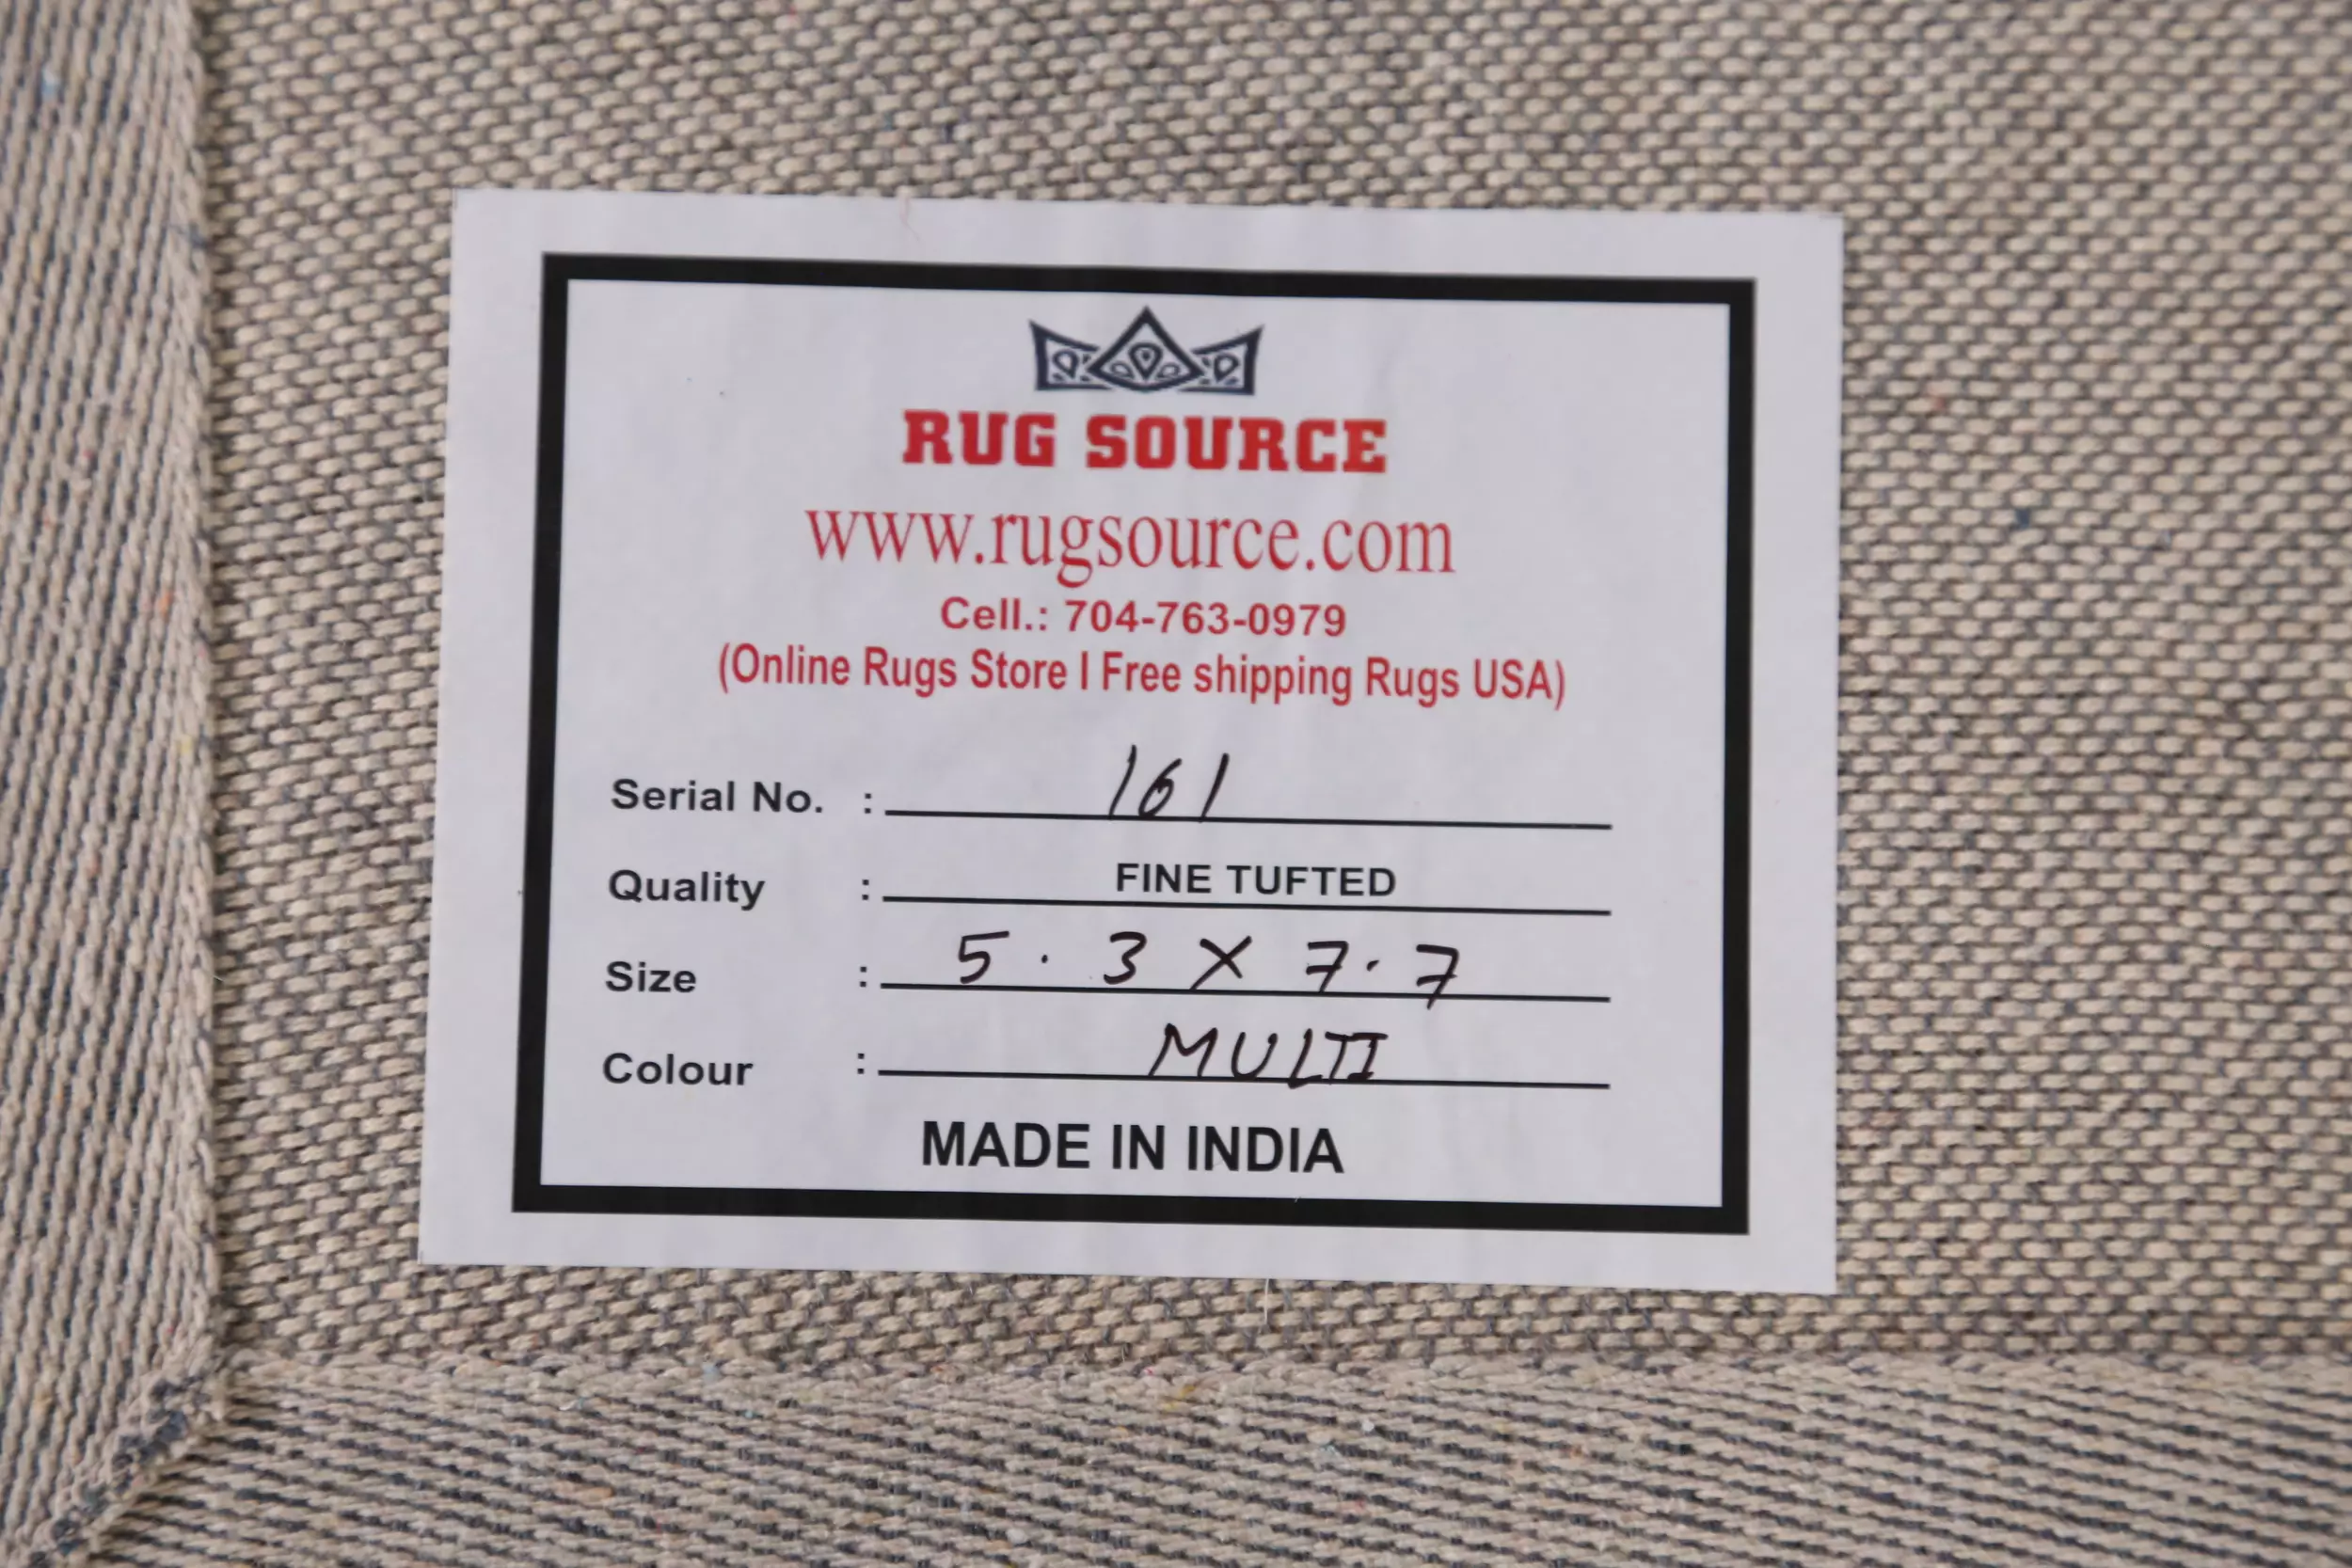 RUG SOURCE
www.rugsource.com
Cell.: 704-763-0979
(Online Rugs Store I Free shipping Rugs USA)
Serial No. : 161
Quality : FINE TUFTED
Size : 5.3 X 7.7
Colour : MULTI
MADE IN INDIA